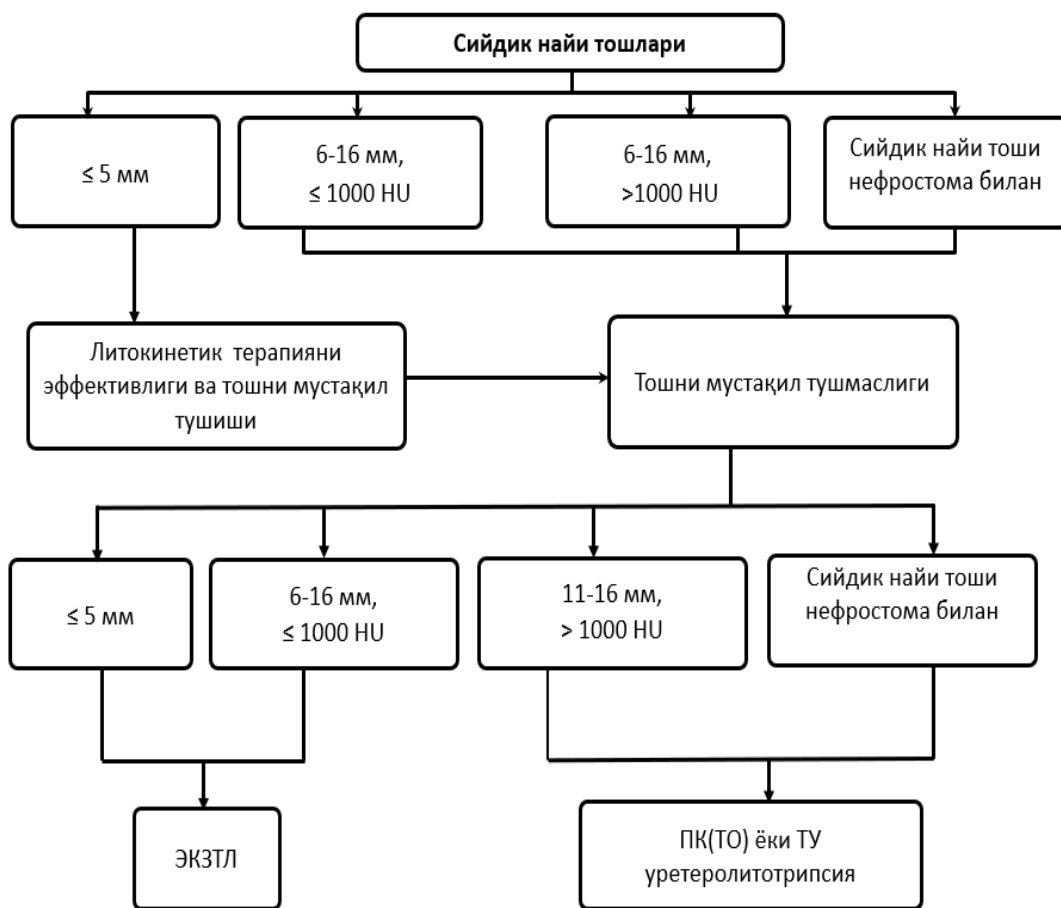 Сийдик найи тошлари
≤ 5 мм
6-16 мм,
≤ 1000 HU
6-16 мм,
>1000 HU
Сийдик найи тоши
нефростома билан
Литокинетик терапияни
эффективлиги ва тошни мустақил
тушиши
Тошни мустақил тушмаслиги
≤ 5 мм
6-16 мм,
≤ 1000 HU
11-16 мм,
> 1000 HU
Сийдик найи тоши
нефростома билан
ЭКЗТЛ
ПК(ТО) ёки ТУ
уретеролитотрипсия